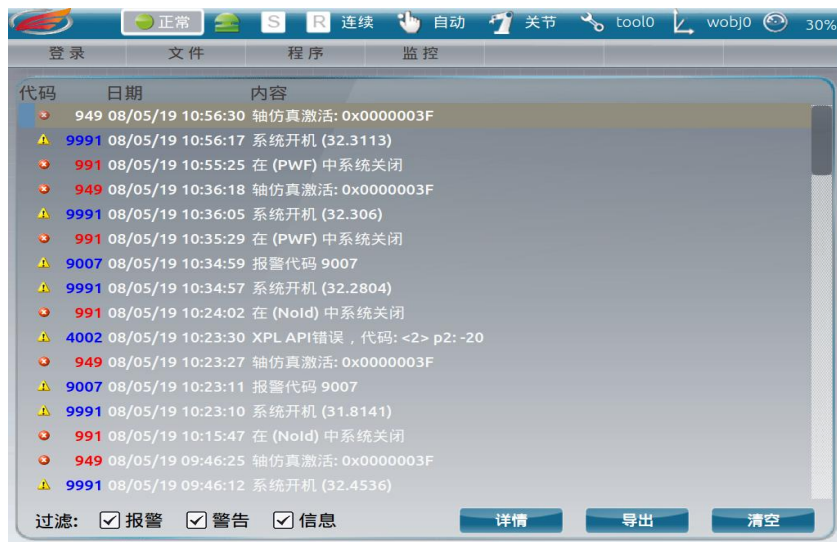 正常 S R 连续 自动 关节 tool0 wobj0 30%
登录 文件 程序 监控
代码 日期 内容
949 08/05/19 10:56:30 轴仿真激活: 0x0000003F
9991 08/05/19 10:56:17 系统开机 (32.3113)
991 08/05/19 10:55:25 在 (PWF) 中系统关闭
949 08/05/19 10:36:18 轴仿真激活: 0x0000003F
9991 08/05/19 10:36:05 系统开机 (32.306)
991 08/05/19 10:35:29 在 (PWF) 中系统关闭
9007 08/05/19 10:34:59 报警代码 9007
9991 08/05/19 10:34:57 系统开机 (32.2804)
991 08/05/19 10:24:02 在 (Nold) 中系统关闭
4002 08/05/19 10:23:30 XPL API错误，代码: <2> p2: -20
949 08/05/19 10:23:27 轴仿真激活: 0x0000003F
9007 08/05/19 10:23:11 报警代码 9007
9991 08/05/19 10:23:10 系统开机 (31.8141)
991 08/05/19 10:15:47 在 (Nold) 中系统关闭
949 08/05/19 09:46:25 轴仿真激活: 0x0000003F
9991 08/05/19 09:46:12 系统开机 (32.4536)
过滤: 报警 警告 信息 详情 导出 清空